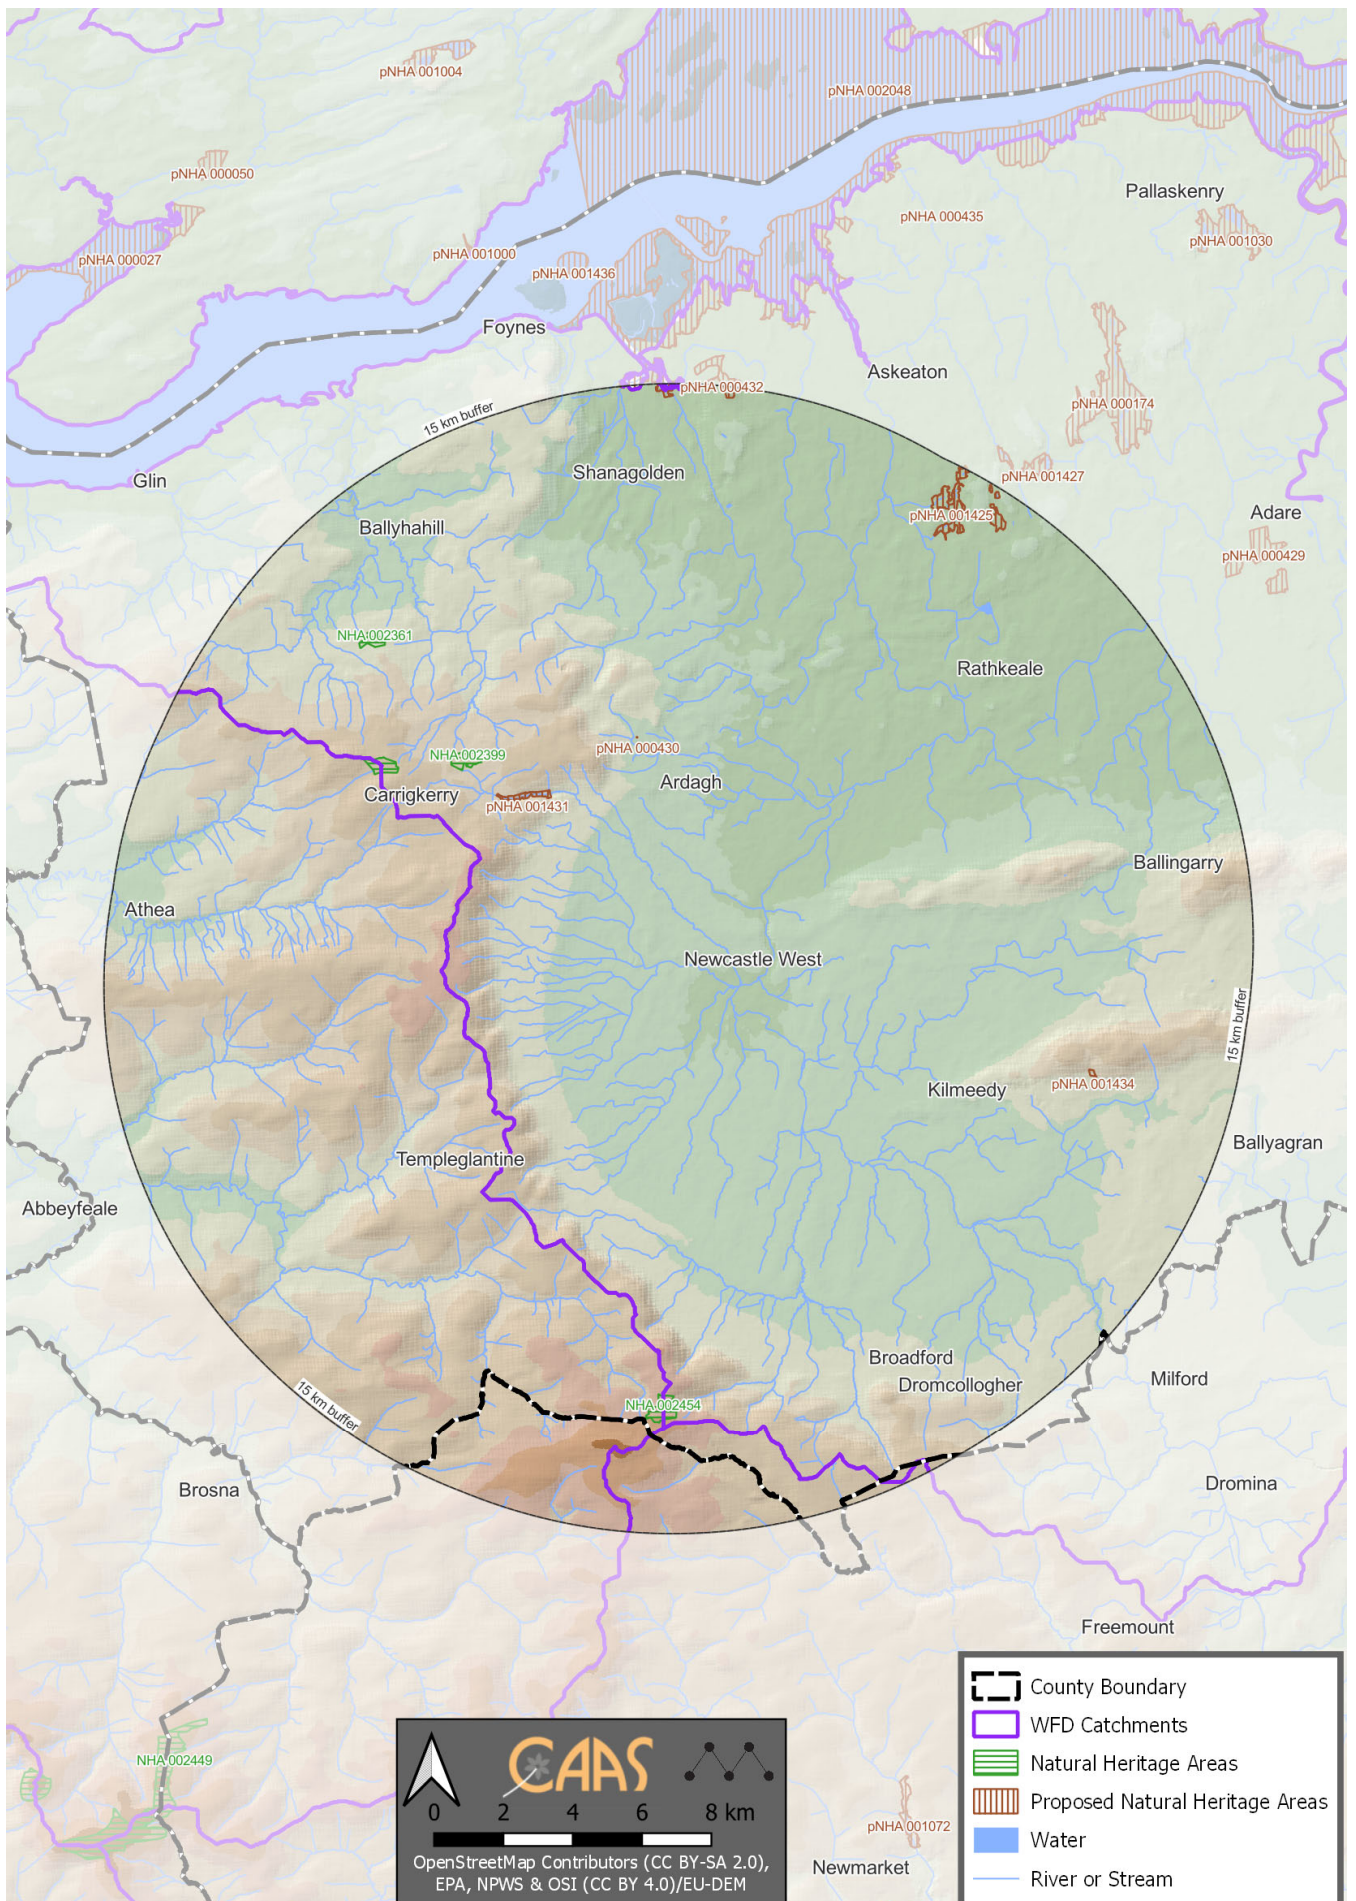 pNHA 001004
pNHA 002048
pNHA 000050
Pallaskenry
pNHA 000435
pNHA 001030
pNHA 001000
pNHA 000027
pNHA 001436
Foynes
Askeaton
pNHA 000432
pNHA 000174
15 km buffer
Shanagolden
pNHA 001427
Glin
pNHA 001425
Adare
Ballyhahill
pNHA 000429
NHA 002361
Rathkeale
pNHA 000430
NHA 002399
Ardagh
Carrigkerry
pNHA 001431
Ballingarry
Athea
Newcastle West
15 km buffer
pNHA 001434
Kilmeedy
Ballyagran
Templeglantine
Abbeyfeale
Broadford
Milford
Dromcollogher
15 km buffer
NHA 002454
Dromina
Brosna
Freemount
County Boundary
WFD Catchments
Natural Heritage Areas
Proposed Natural Heritage Areas
Water
River or Stream
NHA 002449
CAAS
0 2 4 6 8 km
OpenStreetMap Contributors (CC BY-SA 2.0),
EPA, NPWS & OSI (CC BY 4.0)/EU-DEM
pNHA 001072
Newmarket